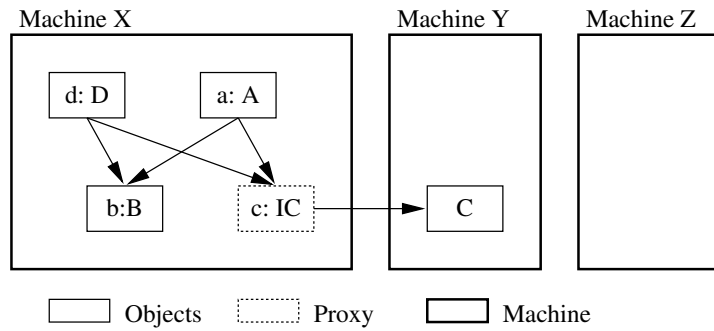 Machine X Machine Y Machine Z
d: D a: A
b:B c: IC C
Objects Proxy Machine